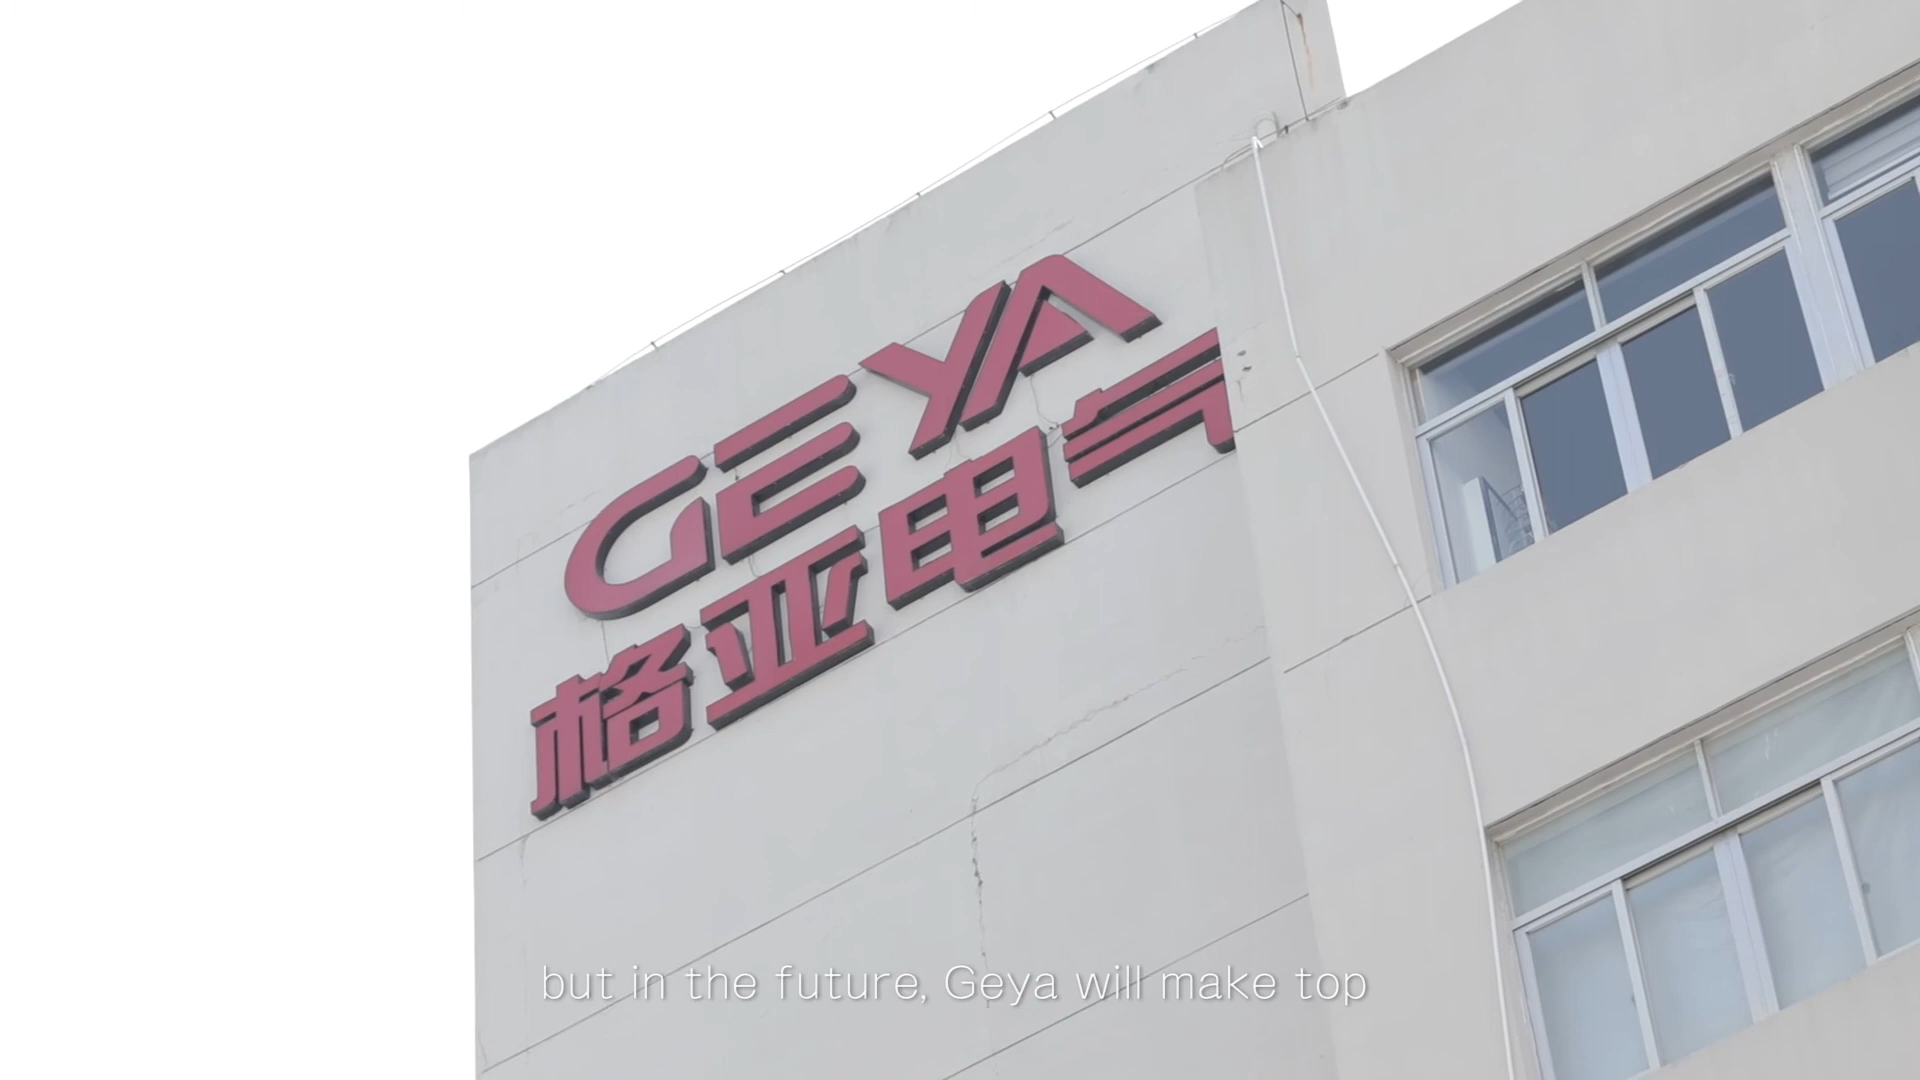 GEYA
格亚电气
but in the future, Geya will make top